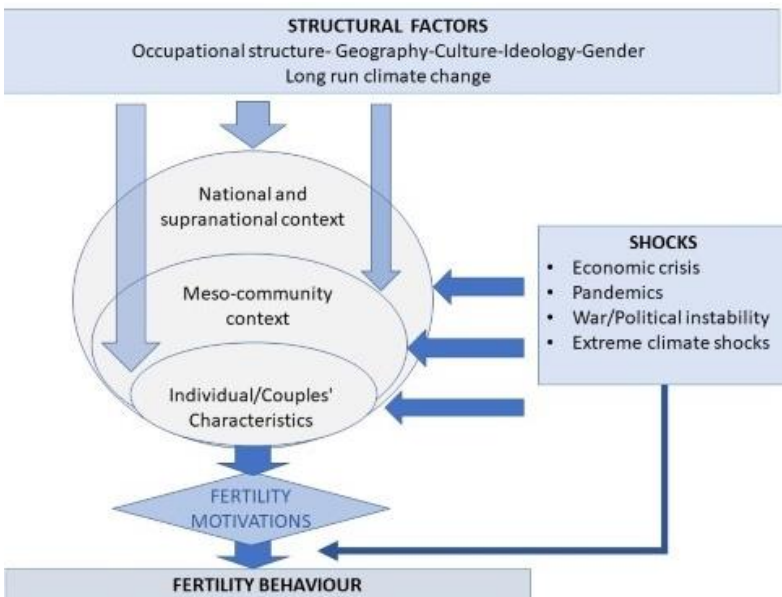 STRUCTURAL FACTORS
Occupational structure- Geography-Culture-Ideology-Gender
Long run climate change
National and
supranational context
Meso-community
context
Individual/Couples'
Characteristics
SHOCKS
• Economic crisis
• Pandemics
• War/Political instability
• Extreme climate shocks
FERTILITY
MOTIVATIONS
FERTILITY BEHAVIOUR